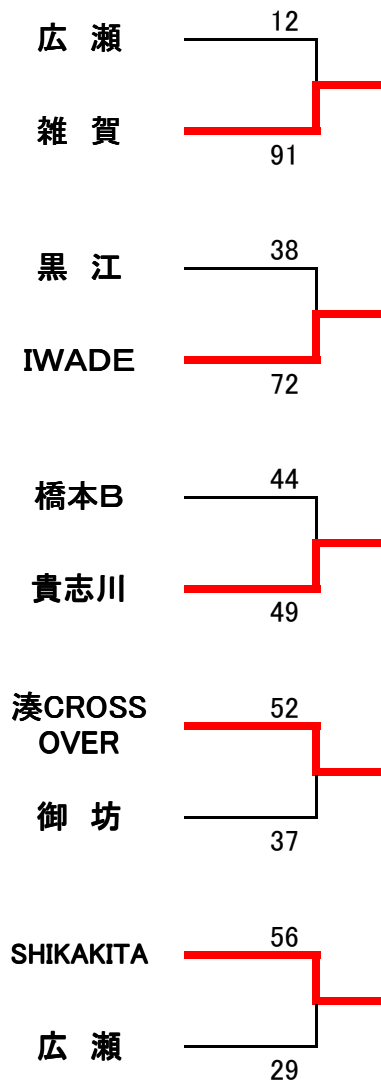 12
広 瀬
雑 賀
91
38
黒 江
IWADE
72
44
橋本B
貴志川
49
湊CROSS
OVER
52
御 坊
37
56
SHIKAKITA
広 瀬
29